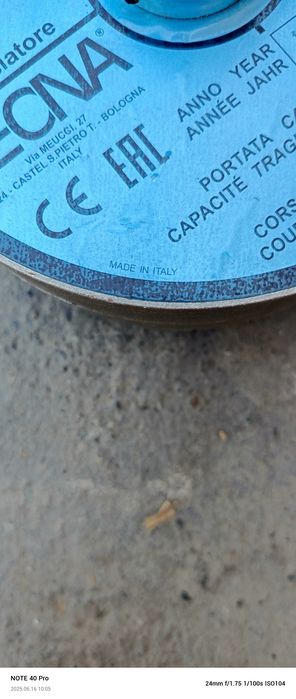 olatore
ECNA®
Via MEUCCI, 27
24 - CASTEL S.PIETRO T. - BOLOGNA
ITALY
CE EAC
ANNO YEAR
ANNÉE JAHR
PORTATA CA
CAPACITÉ TRAG
CORS
COU
MADE IN ITALY
NOTE 40 Pro
2025.06.16 10:05
24mm f/1.75 1/100s ISO104